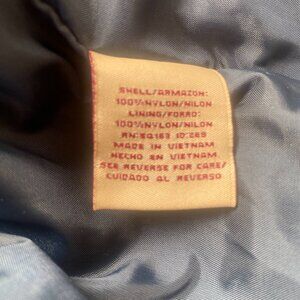 SHELL/ARMAZON:
100%NYLON/NILON
LINING/FORRO:
100%NYLON/NILON
MADE IN VIETNAM
HECHO EN VIETNAM
SEE REVERSE FOR CARE/
CUIDADO AL REVERSO